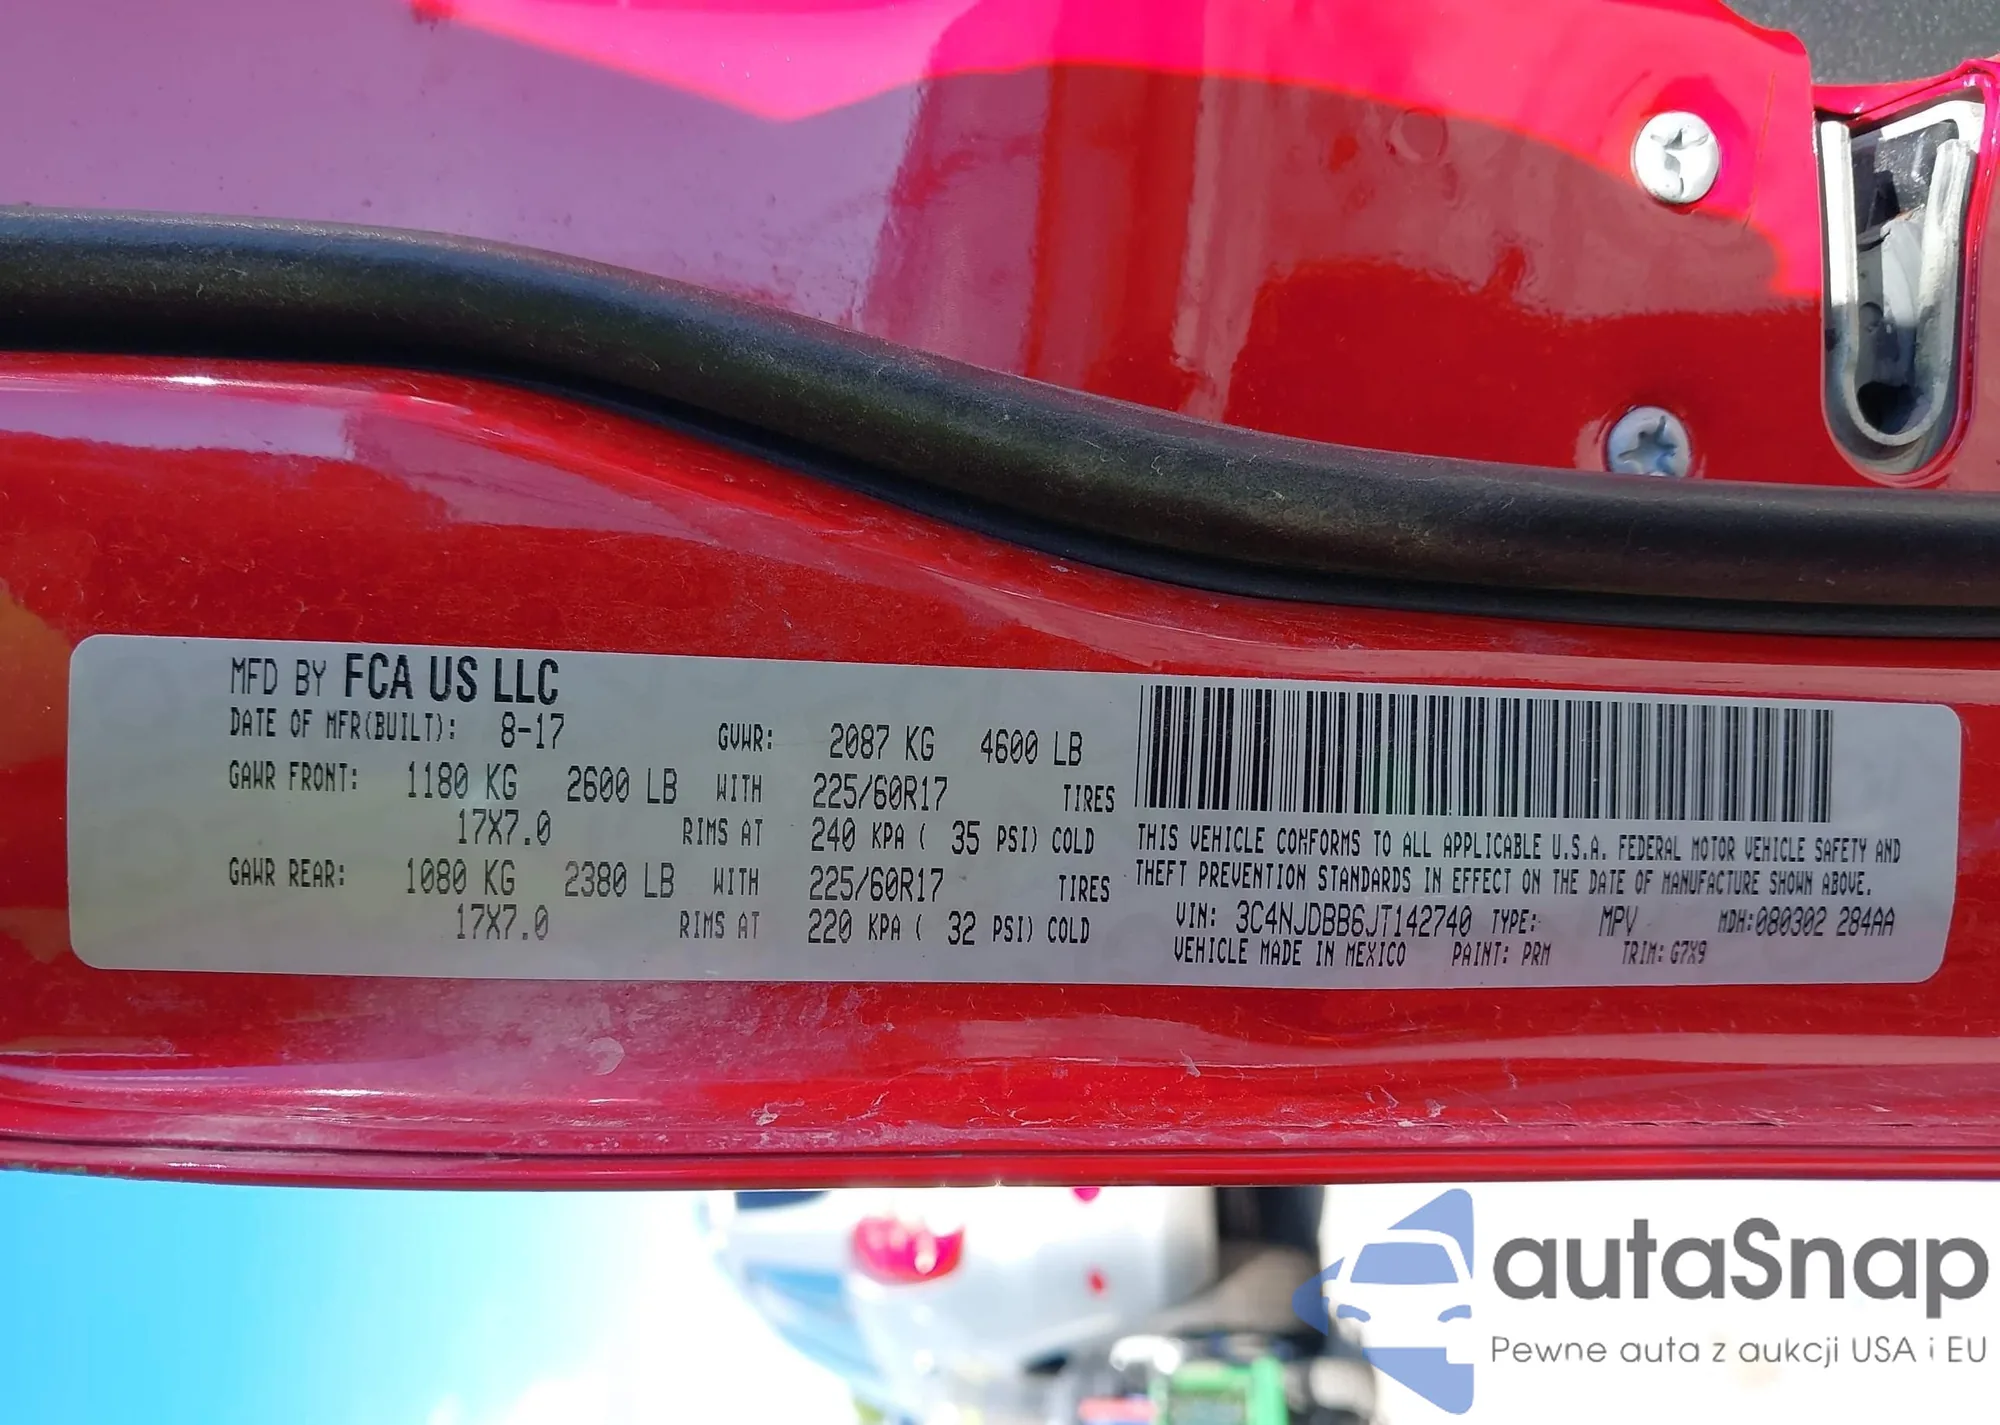 MFD BY FCA US LLC
DATE OF MFR(BUILT): 8-17 GVWR: 2087 KG 4600 LB
GAWR FRONT: 1180 KG 2600 LB WITH 225/60R17 TIRES
17X7.0 RIMS AT 240 KPA ( 35 PSI) COLD
GAWR REAR: 1080 KG 2380 LB WITH 225/60R17 TIRES
17X7.0 RIMS AT 220 KPA ( 32 PSI) COLD
THIS VEHICLE CONFORMS TO ALL APPLICABLE U.S.A. FEDERAL MOTOR VEHICLE SAFETY AND
THEFT PREVENTION STANDARDS IN EFFECT ON THE DATE OF MANUFACTURE SHOWN ABOVE.
VIN: 3C4NJDBB6JT142740 TYPE: MPV MDH:080302 284AA
VEHICLE MADE IN MEXICO PAINT: PRM TRIM: G7X9
autaSnap
Pewne auta z aukcji USA i EU